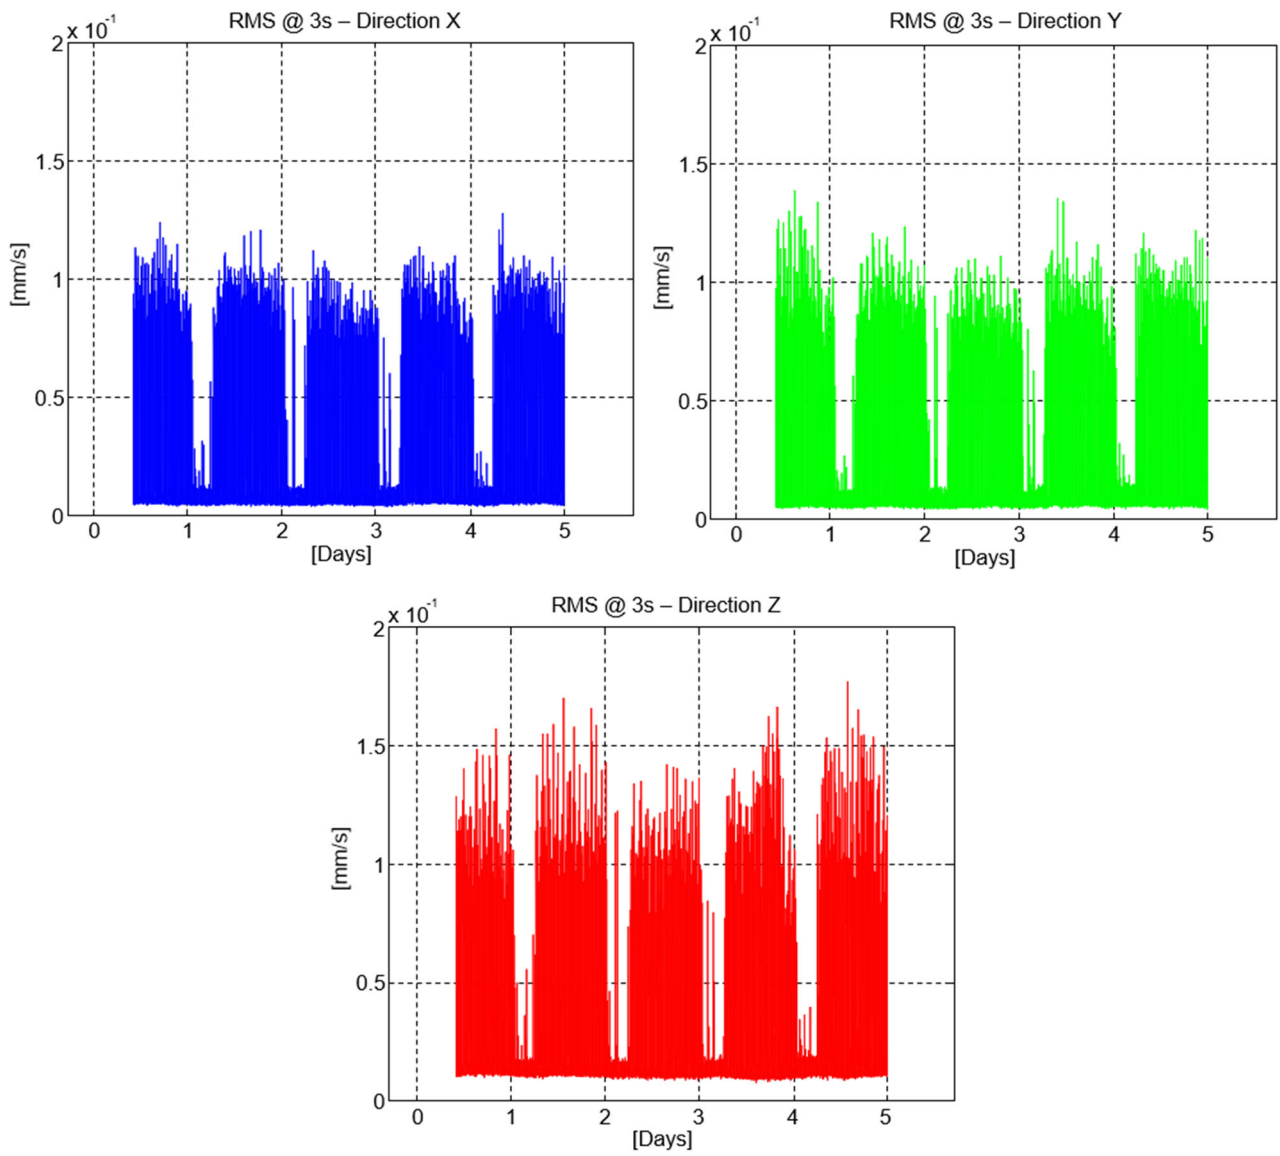 RMS @ 3s – Direction X
x 10⁻¹
2
1.5
1
0.5
0
[mm/s]
0 1 2 3 4 5
[Days]
RMS @ 3s – Direction Y
x 10⁻¹
2
1.5
1
0.5
0
[mm/s]
0 1 2 3 4 5
[Days]
RMS @ 3s – Direction Z
x 10⁻¹
2
1.5
1
0.5
0
[mm/s]
0 1 2 3 4 5
[Days]